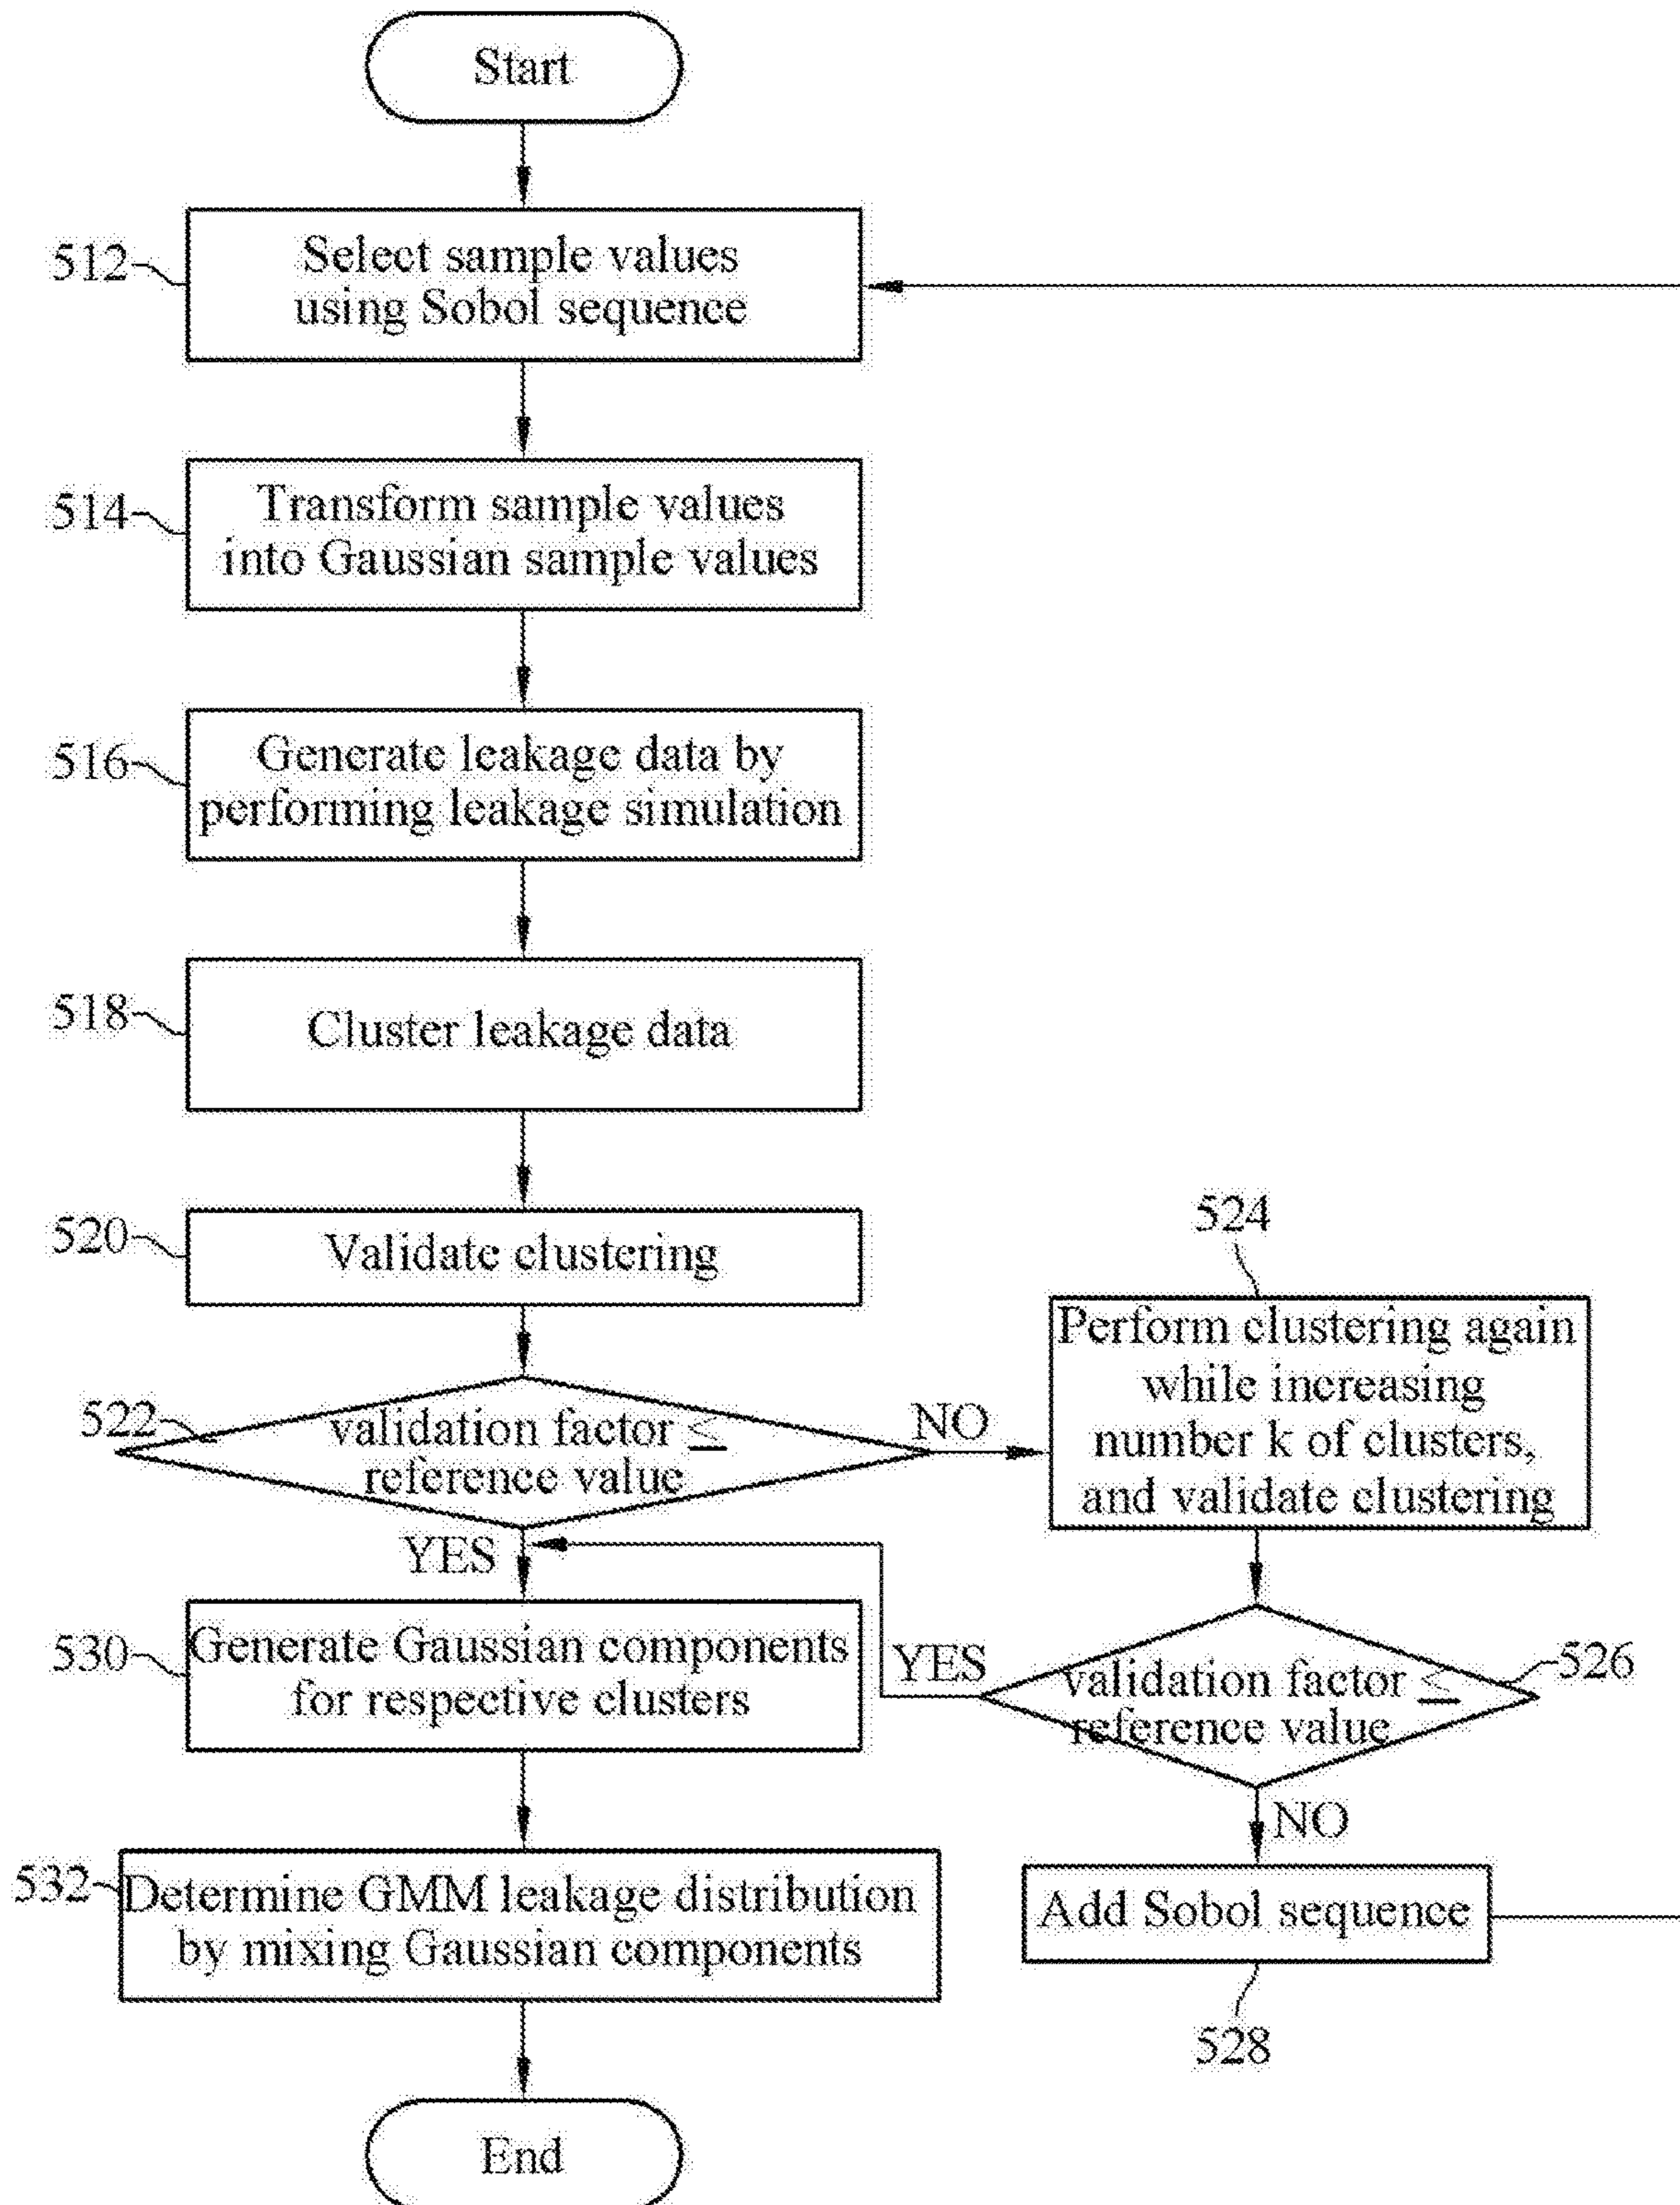 Start
512
Select sample values
using Sobol sequence
514
Transform sample values
into Gaussian sample values
516
Generate leakage data by
performing leakage simulation
518
Cluster leakage data
520
Validate clustering
522
validation factor ≤
reference value
NO
YES
524
Perform clustering again
while increasing
number k of clusters,
and validate clustering
526
validation factor ≤
reference value
YES
NO
528
Add Sobol sequence
530
Generate Gaussian components
for respective clusters
532
Determine GMM leakage distribution
by mixing Gaussian components
End